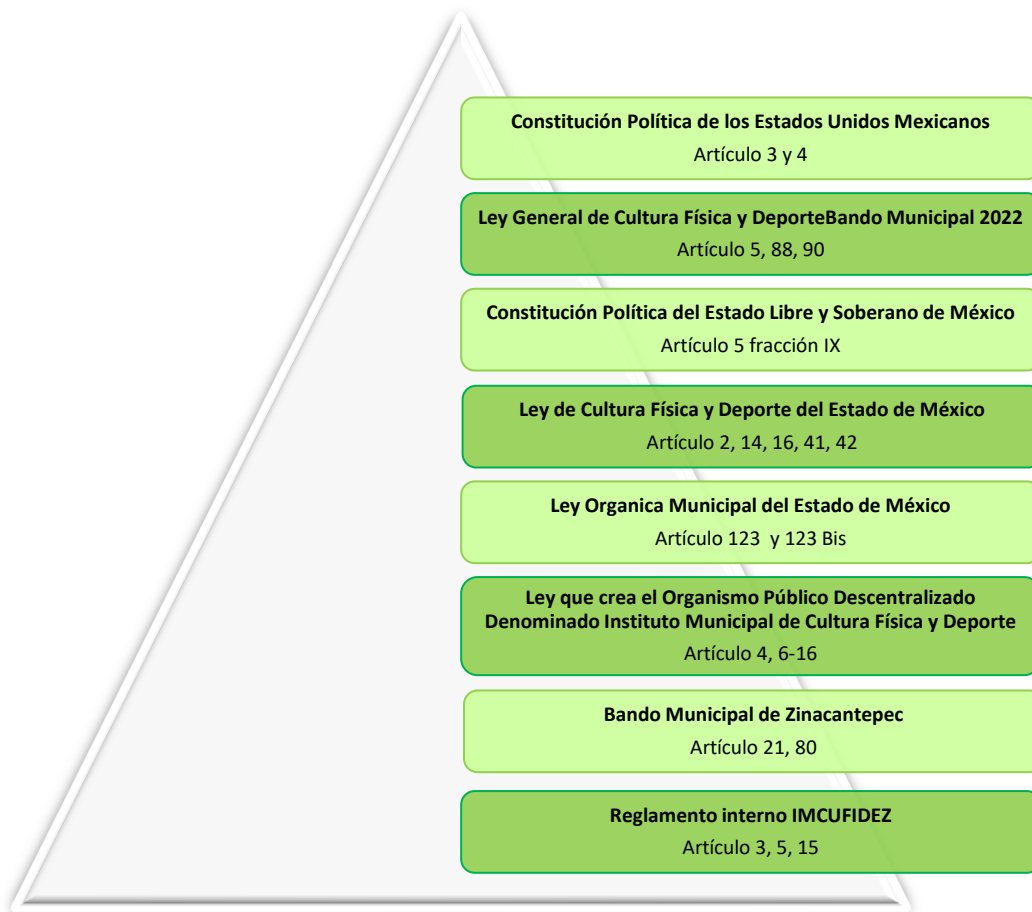 Constitución Política de los Estados Unidos Mexicanos
Artículo 3 y 4
Ley General de Cultura Física y DeporteBando Municipal 2022
Artículo 5, 88, 90
Constitución Política del Estado Libre y Soberano de México
Artículo 5 fracción IX
Ley de Cultura Física y Deporte del Estado de México
Artículo 2, 14, 16, 41, 42
Ley Organica Municipal del Estado de México
Artículo 123 y 123 Bis
Ley que crea el Organismo Público Descentralizado
Denominado Instituto Municipal de Cultura Física y Deporte
Artículo 4, 6-16
Bando Municipal de Zinacantepec
Artículo 21, 80
Reglamento interno IMCUFIDEZ
Artículo 3, 5, 15